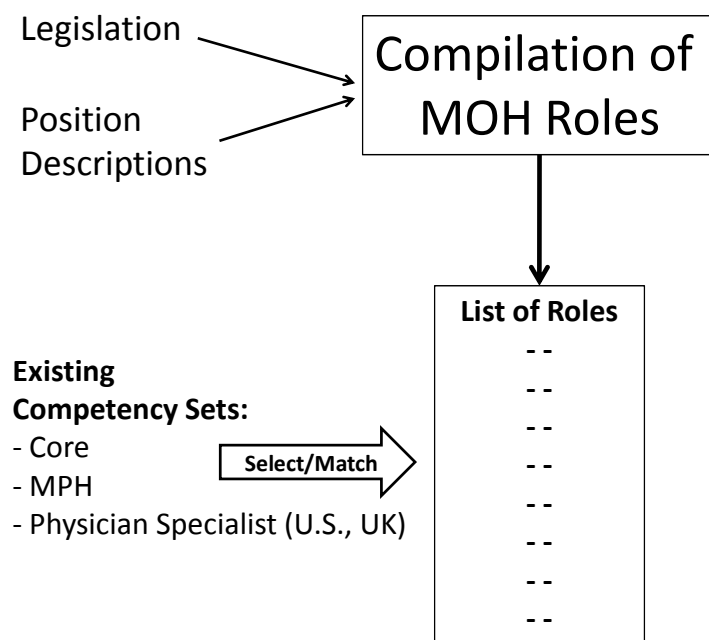 Legislation
Compilation of
MOH Roles
Position
Descriptions
List of Roles
- -
- -
- -
- -
- -
- -
- -
- -
Existing
Competency Sets:
- Core
- MPH
- Physician Specialist (U.S., UK)
Select/Match